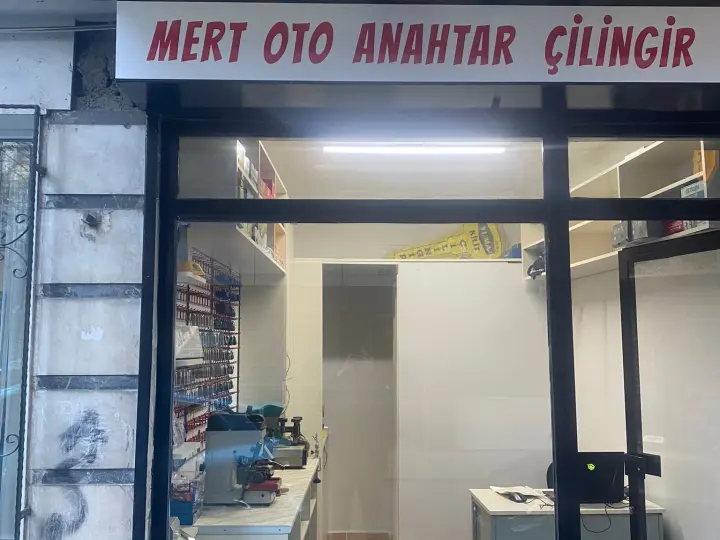 MERT OTO ANAHTAR ÇİLİNGİR